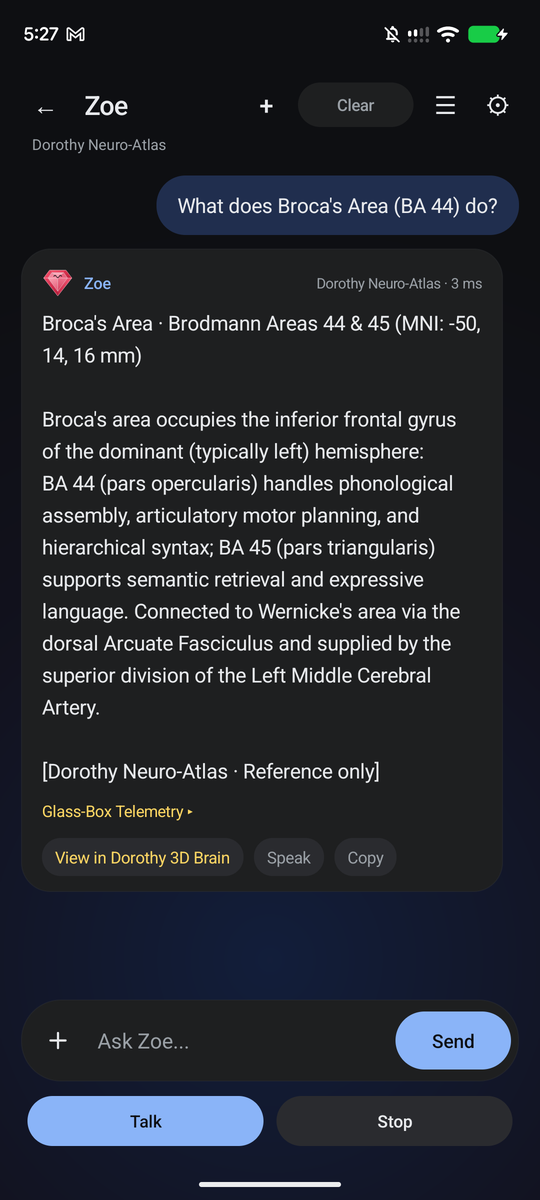 5:27
← Zoe + Clear
Dorothy Neuro-Atlas
What does Broca's Area (BA 44) do?
Zoe Dorothy Neuro-Atlas · 3 ms
Broca's Area · Brodmann Areas 44 & 45 (MNI: -50,
14, 16 mm)
Broca's area occupies the inferior frontal gyrus
of the dominant (typically left) hemisphere:
BA 44 (pars opercularis) handles phonological
assembly, articulatory motor planning, and
hierarchical syntax; BA 45 (pars triangularis)
supports semantic retrieval and expressive
language. Connected to Wernicke's area via the
dorsal Arcuate Fasciculus and supplied by the
superior division of the Left Middle Cerebral
Artery.
[Dorothy Neuro-Atlas · Reference only]
Glass-Box Telemetry ▸
View in Dorothy 3D Brain Speak Copy
+ Ask Zoe... Send
Talk Stop